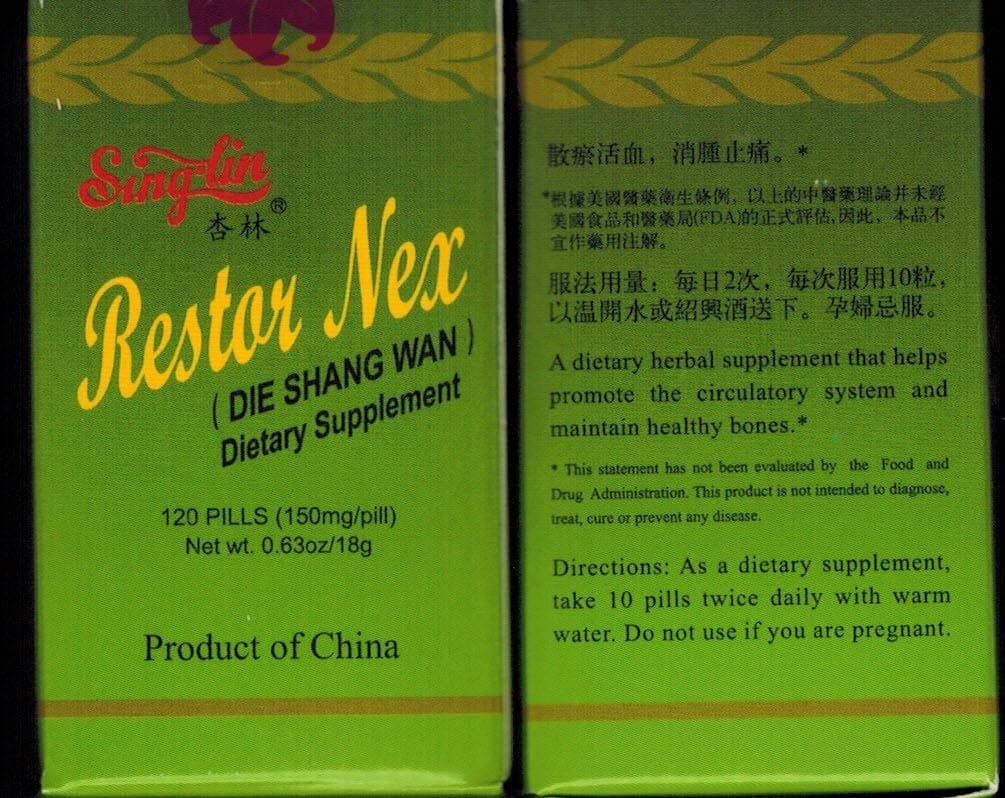 Sing-lin®
杏林
Restor Nex
( DIE SHANG WAN )
Dietary Supplement
120 PILLS (150mg/pill)
Net wt. 0.63oz/18g
Product of China
散瘀活血，消腫止痛。*
*根據美國醫藥衛生條例，以上的中醫藥理論并未經
美國食品和醫藥局(FDA)的正式評估,因此，本品不
宜作藥用注解。
服法用量：每日2次，每次服用10粒，
以温開水或紹興酒送下。孕婦忌服。
A dietary herbal supplement that helps
promote the circulatory system and
maintain healthy bones.*
* This statement has not been evaluated by the Food and
Drug Administration. This product is not intended to diagnose,
treat, cure or prevent any disease.
Directions: As a dietary supplement,
take 10 pills twice daily with warm
water. Do not use if you are pregnant.